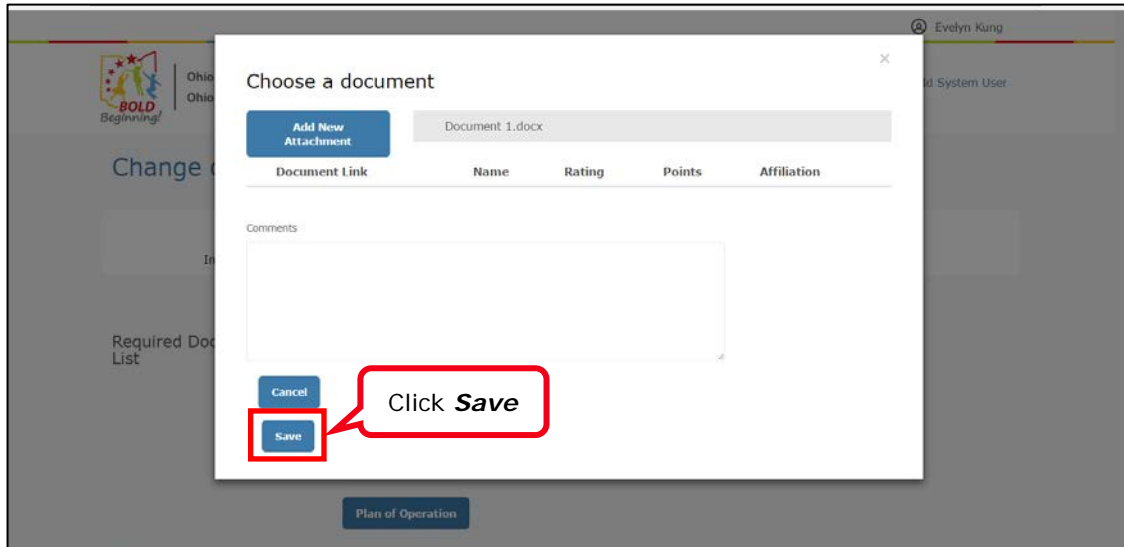 Evelyn Kung
Ohio
Ohio
BOLD
Beginning!
ld System User
Choose a document
×
Add New
Attachment
Document 1.docx
Document Link Name Rating Points Affiliation
Change
Comments
In
Required Doc
List
Cancel
Click Save
Save
Plan of Operation